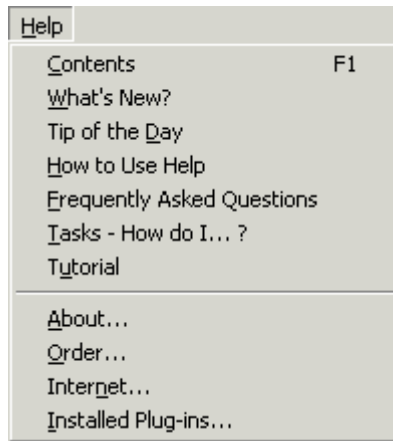 Help
Contents F1
What's New?
Tip of the Day
How to Use Help
Frequently Asked Questions
Tasks - How do I... ?
Tutorial
About...
Order...
Internet...
Installed Plug-ins...